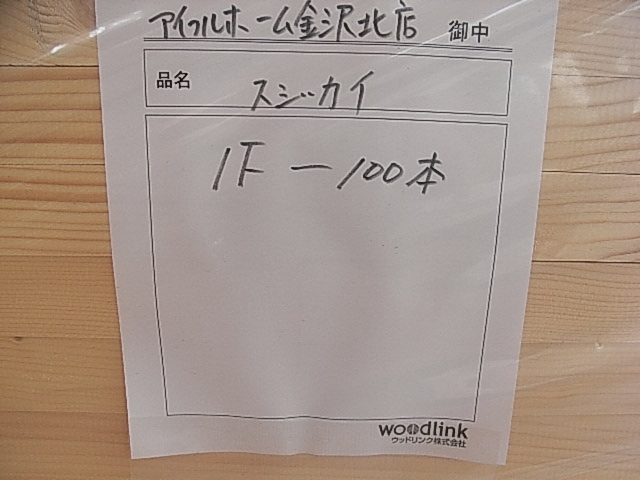 アイフルホーム金沢北店 御中
品名 スジカイ
1F ー 100本
woodlink
ウッドリンク株式会社